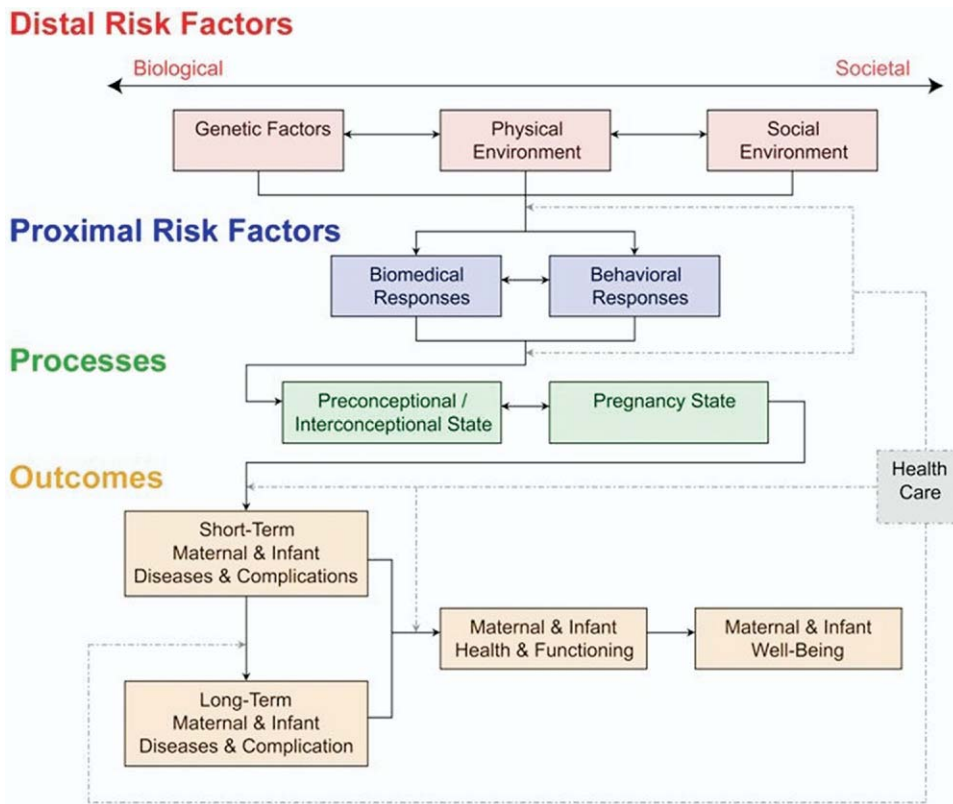 Distal Risk Factors
Biological
Societal
Genetic Factors
Physical
Environment
Social
Environment
Proximal Risk Factors
Biomedical
Responses
Behavioral
Responses
Processes
Preconceptional /
Interconceptional State
Pregnancy State
Outcomes
Health
Care
Short-Term
Maternal & Infant
Diseases & Complications
Maternal & Infant
Health & Functioning
Maternal & Infant
Well-Being
Long-Term
Maternal & Infant
Diseases & Complication